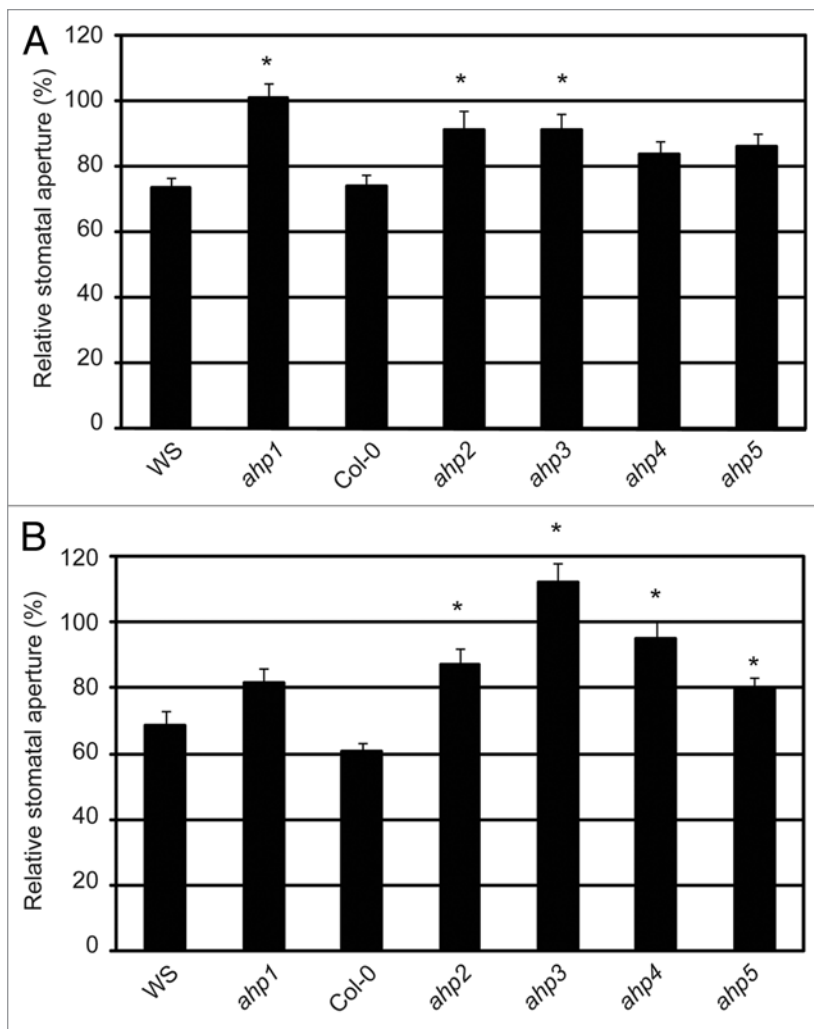 A
Relative stomatal aperture (%)
120
100
80
60
40
20
0
*
*
*
WS
ahp1
Col-0
ahp2
ahp3
ahp4
ahp5
B
Relative stomatal aperture (%)
120
100
80
60
40
20
0
*
*
*
*
WS
ahp1
Col-0
ahp2
ahp3
ahp4
ahp5